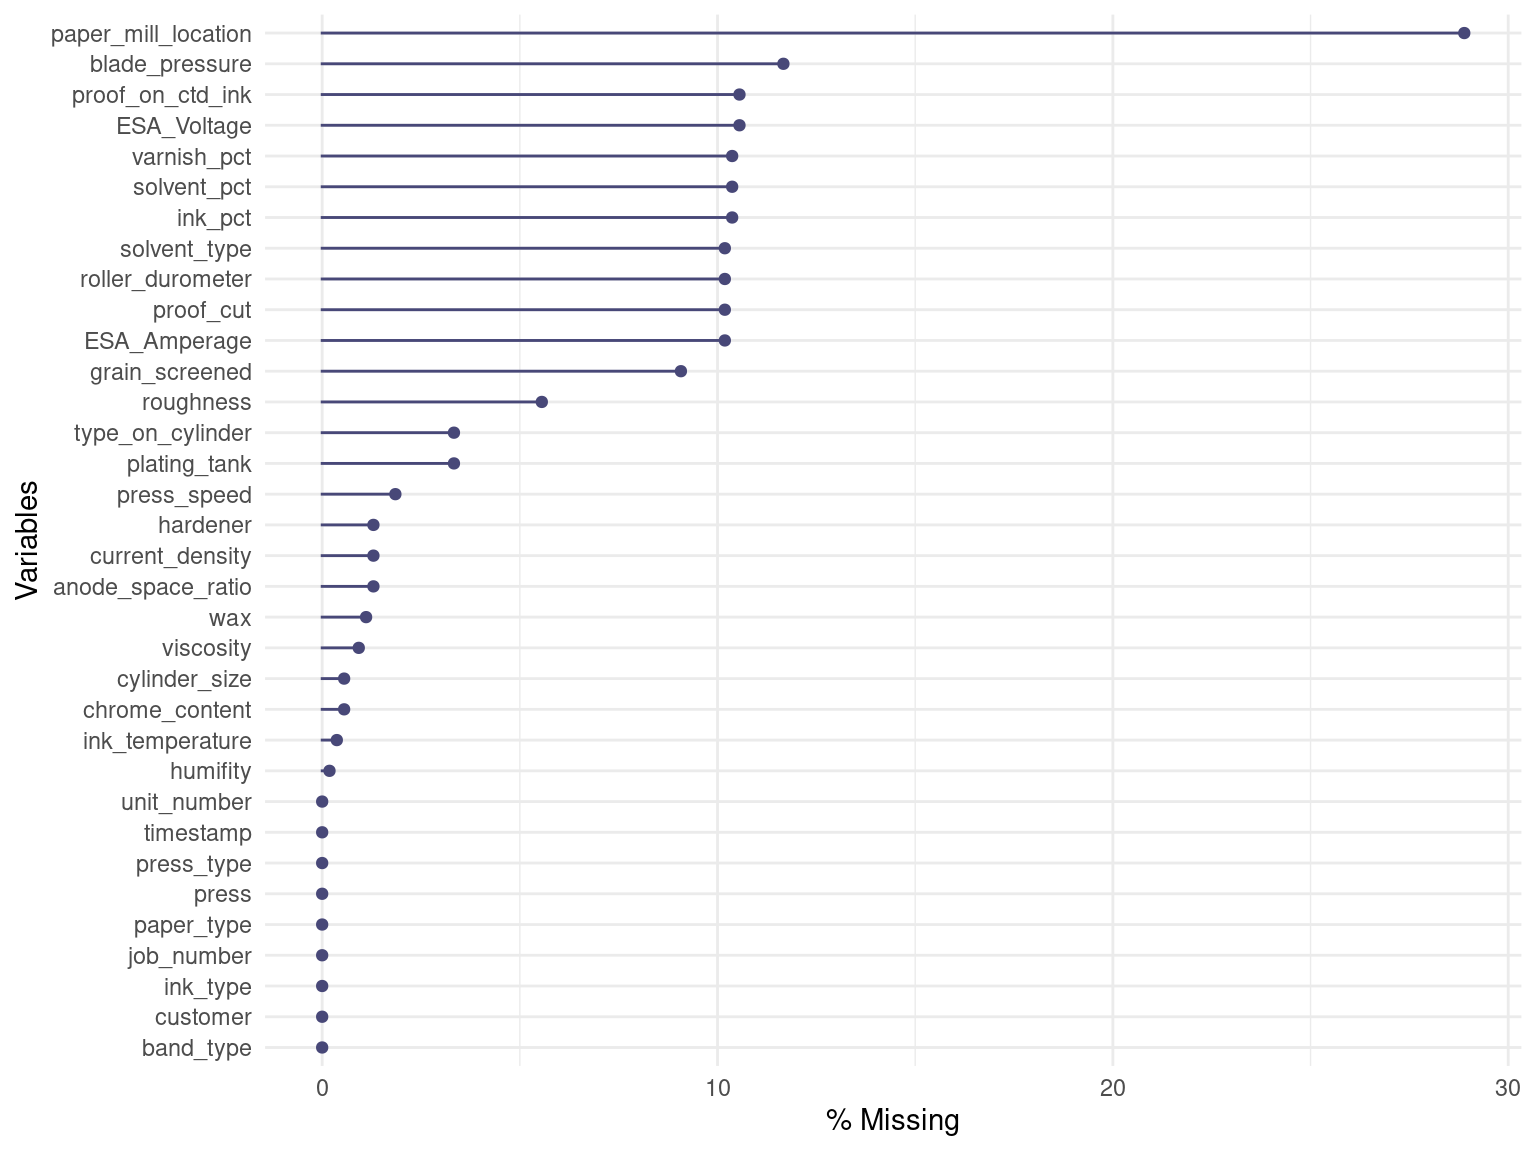 paper_mill_location
blade_pressure
proof_on_ctd_ink
ESA_Voltage
varnish_pct
solvent_pct
ink_pct
solvent_type
roller_durometer
proof_cut
ESA_Amperage
grain_screened
roughness
type_on_cylinder
plating_tank
press_speed
hardener
current_density
anode_space_ratio
wax
viscosity
cylinder_size
chrome_content
ink_temperature
humifity
unit_number
timestamp
press_type
press
paper_type
job_number
ink_type
customer
band_type
Variables
0 10 20 30
% Missing